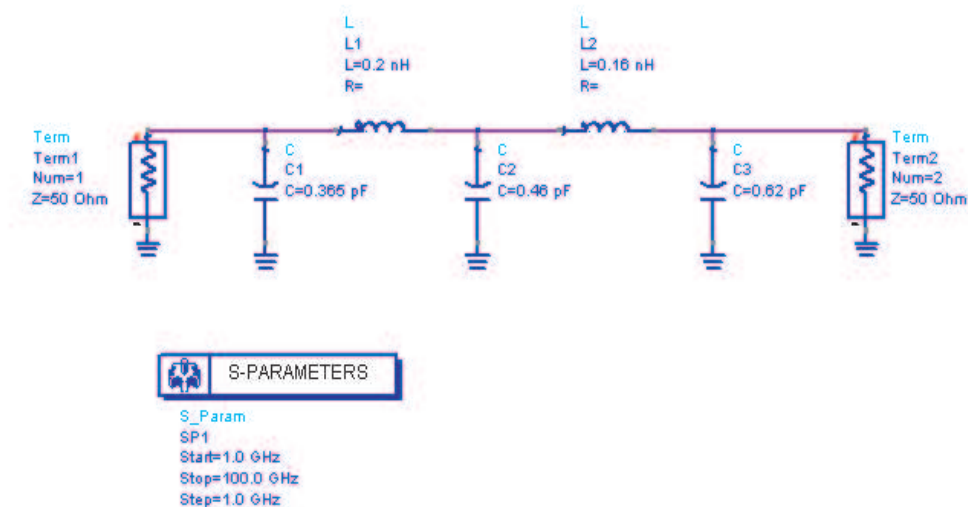 L
L1
L=0.2 nH
R=
L
L2
L=0.16 nH
R=
Term
Term1
Num=1
Z=50 Ohm
C
C1
C=0.365 pF
C
C2
C=0.46 pF
C
C3
C=0.62 pF
Term
Term2
Num=2
Z=50 Ohm
S-PARAMETERS
S_Param
SP1
Start=1.0 GHz
Stop=100.0 GHz
Step=1.0 GHz